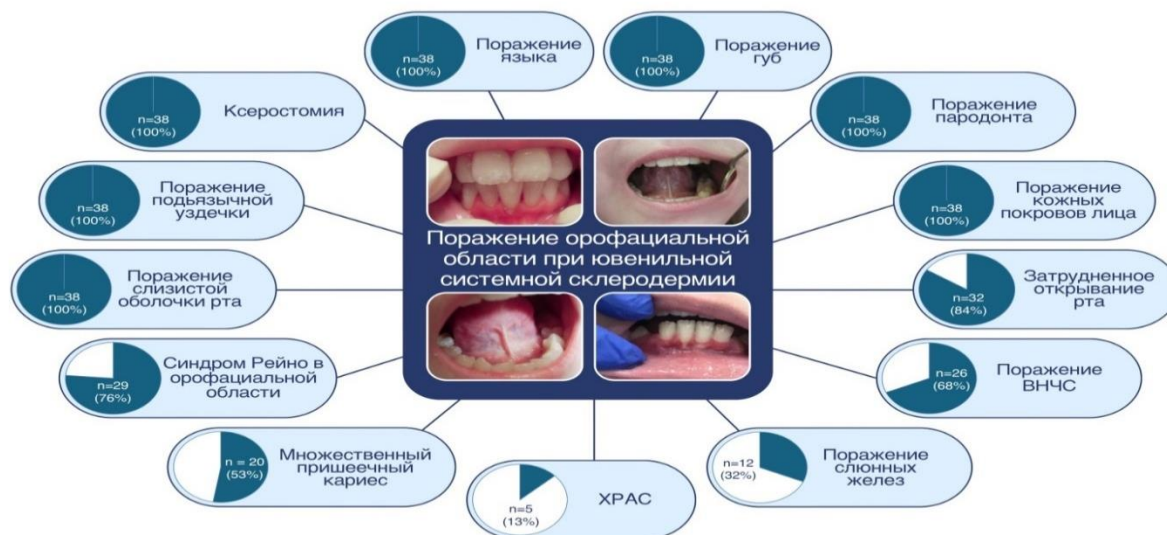 n=38
(100%)
Поражение
языка
n=38
(100%)
Поражение
губ
n=38
(100%)
Ксеростомия
n=38
(100%)
Поражение
пародонта
n=38
(100%)
Поражение
подъязычной
уздечки
n=38
(100%)
Поражение
кожных
покровов лица
n=38
(100%)
Поражение
слизистой
оболочки рта
Поражение орофациальной
области при ювенильной
системной склеродермии
n=32
(84%)
Затрудненное
открывание
рта
n=29
(76%)
Синдром Рейно в
орофациальной
области
n=26
(68%)
Поражение
ВНЧС
n = 20
(53%)
Множественный
пришеечный
кариес
n=5
(13%)
ХРАС
n=12
(32%)
Поражение
слюнных
желез